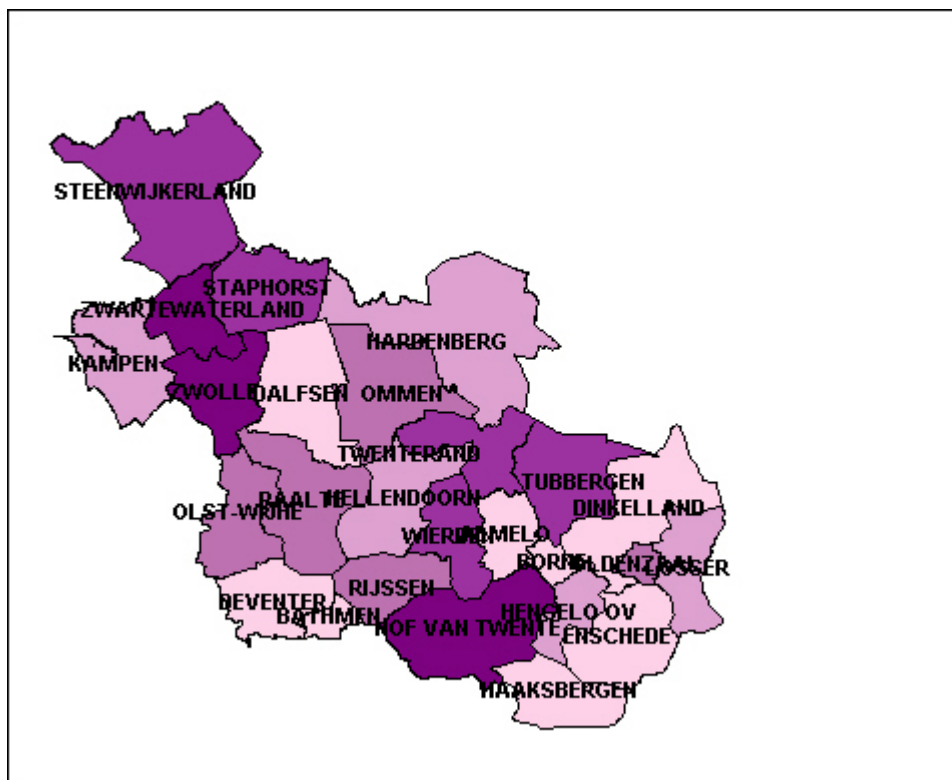 STEENWIJKERLAND
STAPHORST
ZWARTEWATERLAND
HARDENBERG
KAMPEN
ZWOLLE
DALFSEN
OMMEN
TWENTERAND
TUBBERGEN
RAALTE
HELLENDOORN
DINKELLAND
OLST-WIJHE
WIERDEN
ALMELO
BORNE
OLDENZAAL
LOSSER
RIJSSEN
DEVENTER
BATHMEN
HENGELO OV
HOF VAN TWENTE
ENSCHEDE
HAAKSBERGEN